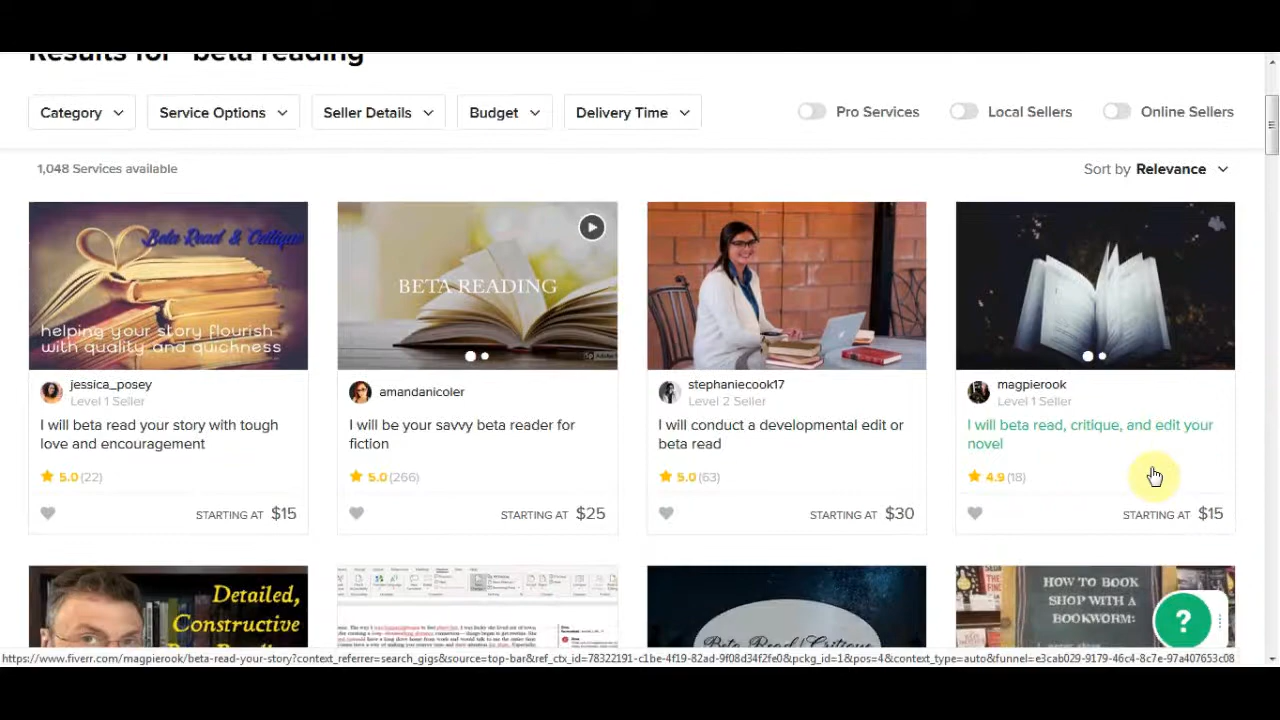 Results for "beta reading
Category
Service Options
Seller Details
Budget
Delivery Time
Pro Services
Local Sellers
Online Sellers
1,048 Services available
Sort by Relevance
Beta Read & Critique
helping your story flourish
with quality and quickness
BETA READING
jessica_posey
Level 1 Seller
amandanicoler
stephaniecook17
Level 2 Seller
magpierook
Level 1 Seller
I will beta read your story with tough
love and encouragement
I will be your savvy beta reader for
fiction
I will conduct a developmental edit or
beta read
I will beta read, critique, and edit your
novel
5.0 (22)
5.0 (266)
5.0 (63)
4.9 (18)
STARTING AT $15
STARTING AT $25
STARTING AT $30
STARTING AT $15
Detailed,
Constructive
Beta Read & Critique
HOW TO BOOK
SHOP WITH A
BOOKWORM:
?
https://www.fiverr.com/magpierook/beta-read-your-story?context_referrer=search_gigs&source=top-bar&ref_ctx_id=78322191-c1be-4f19-82ad-9f08d34f2fe0&pckg_id=1&pos=4&context_type=auto&funnel=e3cab029-9179-46c4-8c7e-97a407653c08